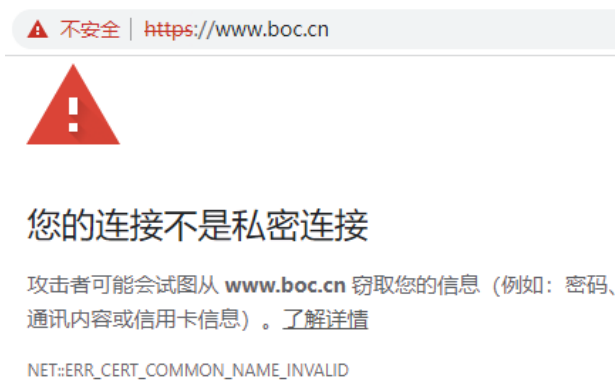 不安全 | https://www.boc.cn
您的连接不是私密连接
攻击者可能会试图从 www.boc.cn 窃取您的信息（例如：密码、
通讯内容或信用卡信息）。了解详情
NET::ERR_CERT_COMMON_NAME_INVALID